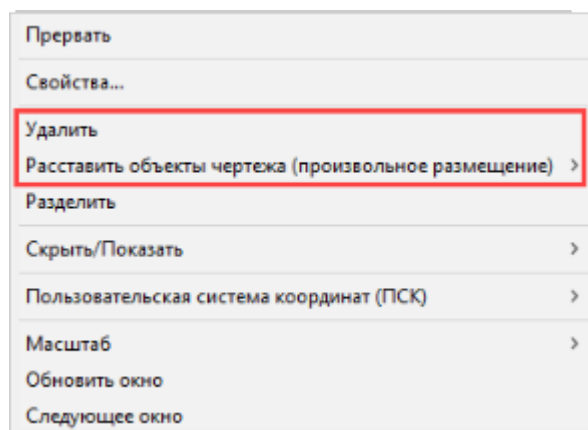 Прервать
Свойства...
Удалить
Расставить объекты чертежа (произвольное размещение)
Разделить
Скрыть/Показать
Пользовательская система координат (ПСК)
Масштаб
Обновить окно
Следующее окно